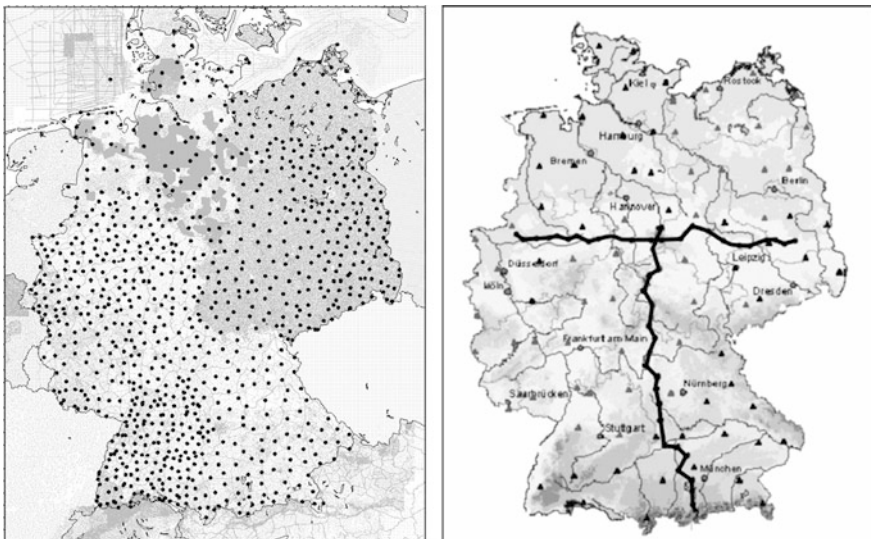 Kiel
Rostock
Hamburg
Bremen
Berlin
Hannover
Düsseldorf
Leipzig
Köln
Dresden
Frankfurt am Main
Saarbrücken
Nürnberg
Stuttgart
München